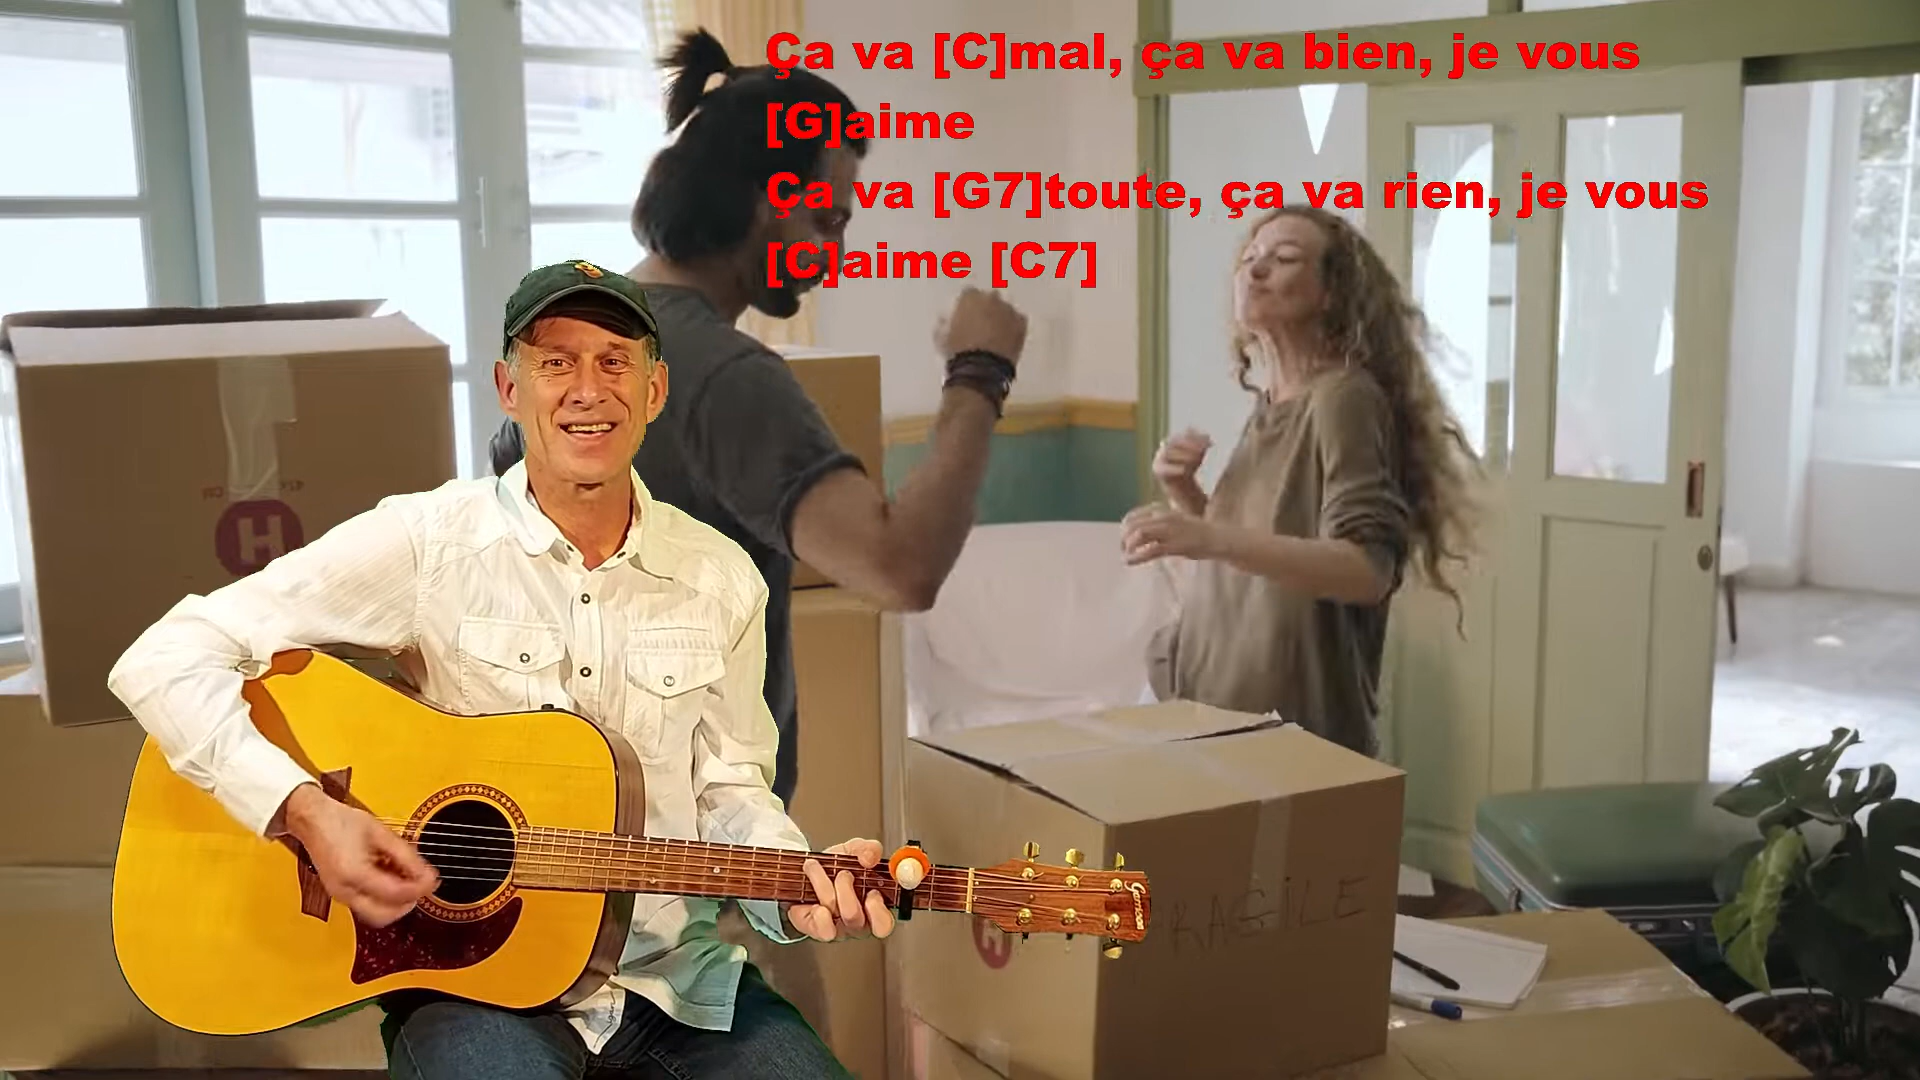 Ça va [C]mal, ça va bien, je vous
[G]aime
Ça va [G7]toute, ça va rien, je vous
[C]aime [C7]
H
H